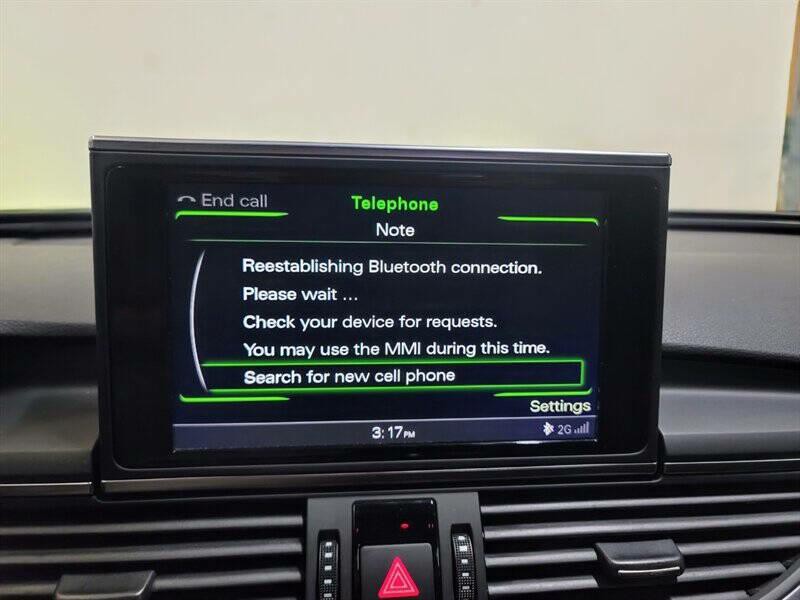 End call
Telephone
Note
Reestablishing Bluetooth connection.
Please wait ...
Check your device for requests.
You may use the MMI during this time.
Search for new cell phone
Settings
3:17 PM
2G